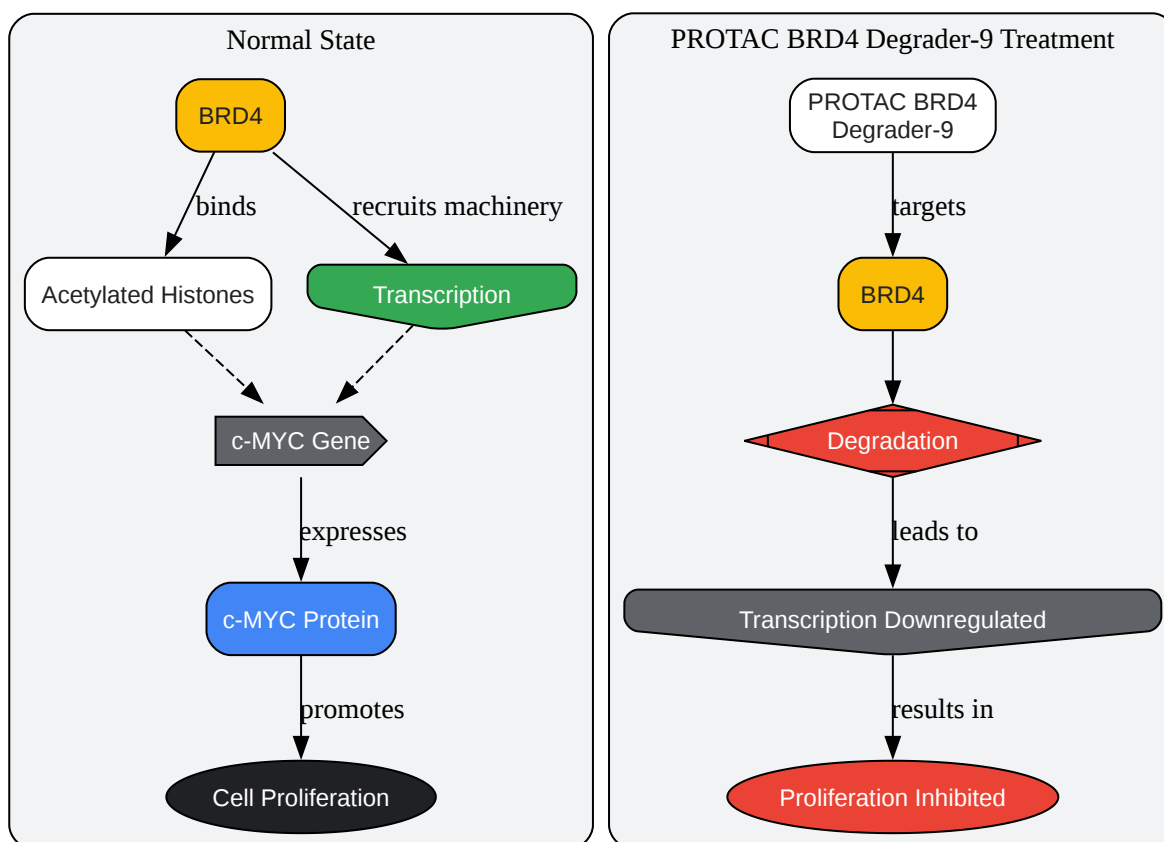 Normal State
BRD4
binds
recruits machinery
Acetylated Histones
Transcription
c-MYC Gene
expresses
c-MYC Protein
promotes
Cell Proliferation
PROTAC BRD4 Degrader-9 Treatment
PROTAC BRD4
Degrader-9
targets
BRD4
Degradation
leads to
Transcription Downregulated
results in
Proliferation Inhibited